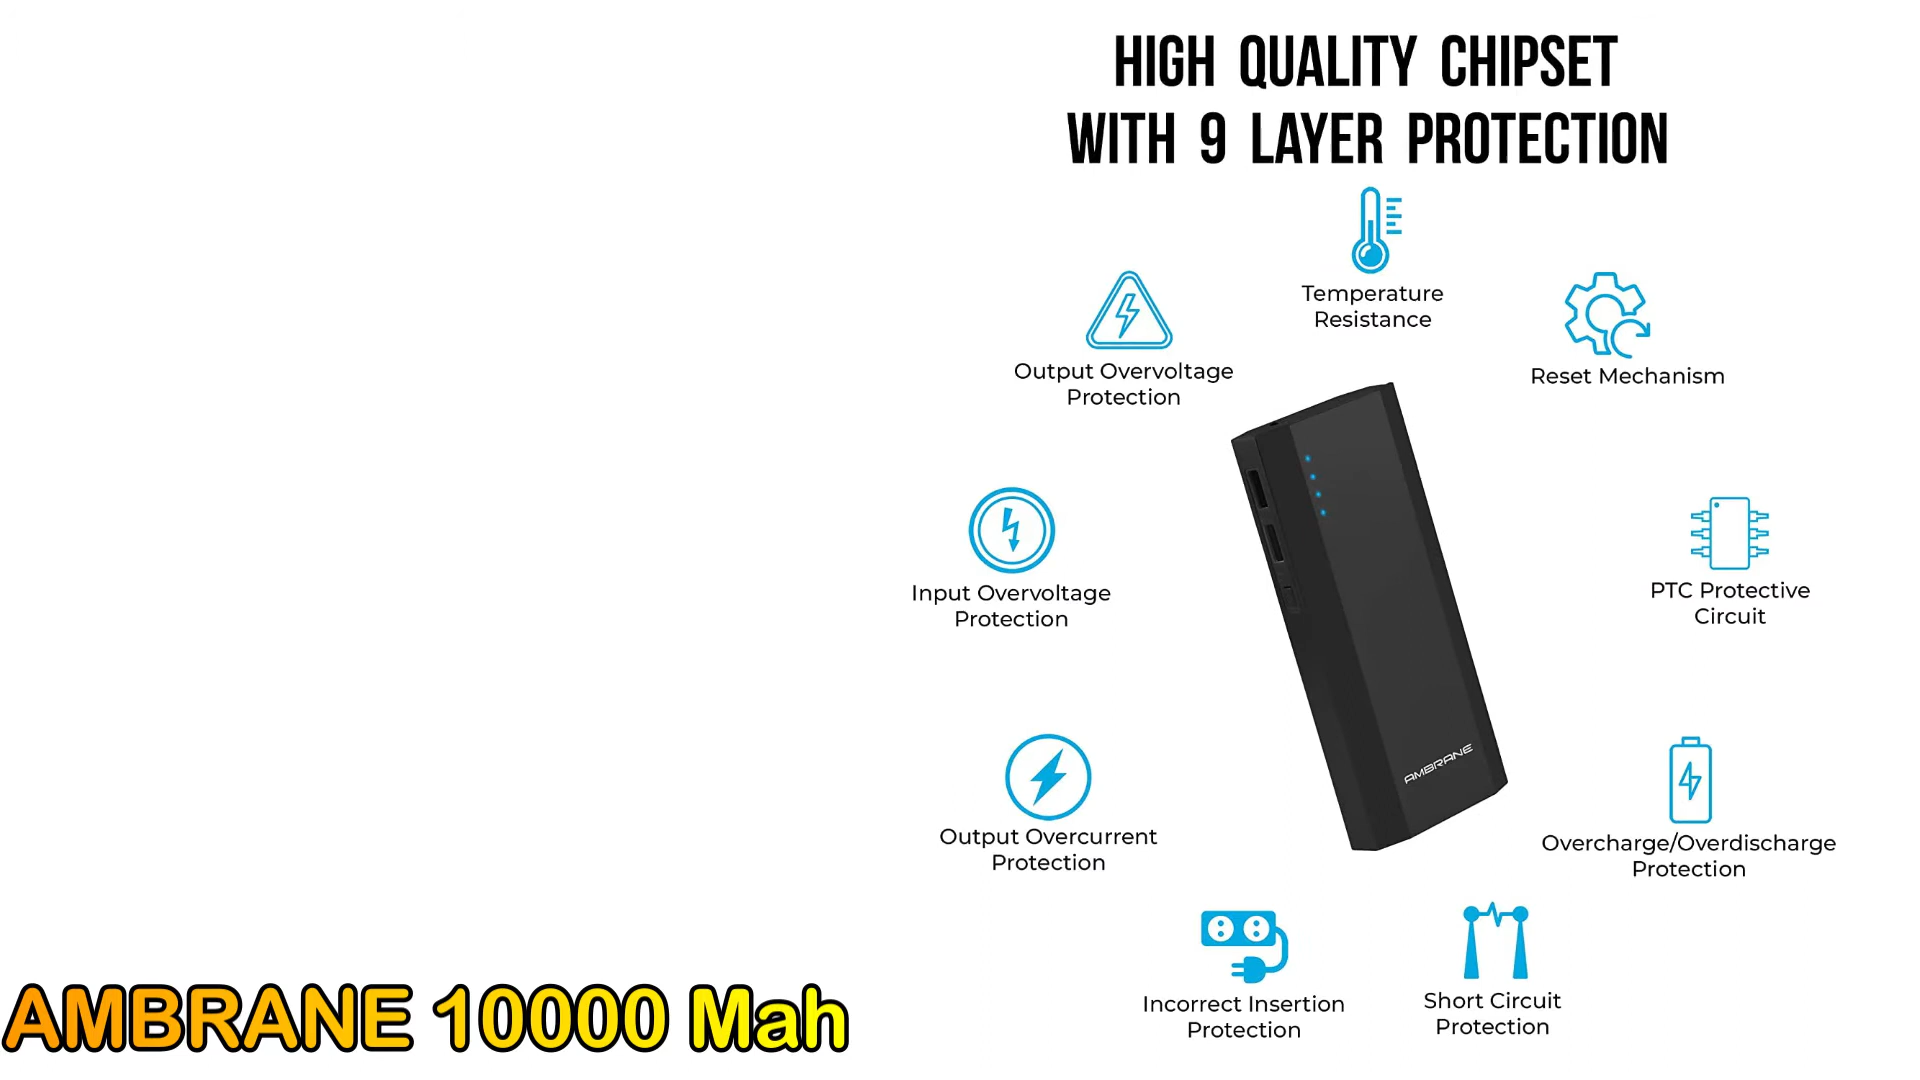 HIGH QUALITY CHIPSET
WITH 9 LAYER PROTECTION
Temperature
Resistance
Output Overvoltage
Protection
Reset Mechanism
Input Overvoltage
Protection
PTC Protective
Circuit
AMBRANE
Output Overcurrent
Protection
Overcharge/Overdischarge
Protection
Incorrect Insertion
Protection
Short Circuit
Protection
AMBRANE 10000 Mah